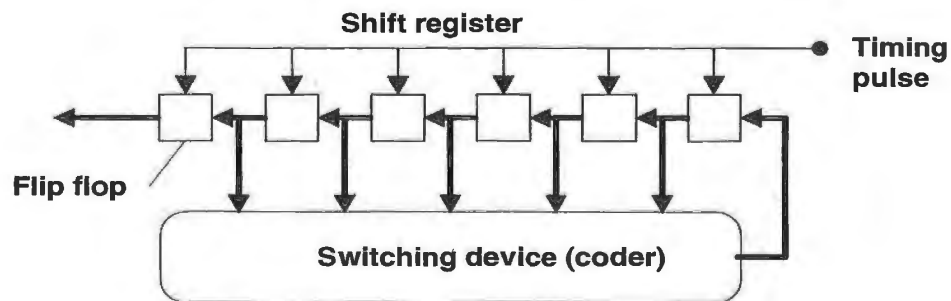 Shift register
Timing
pulse
Flip flop
Switching device (coder)